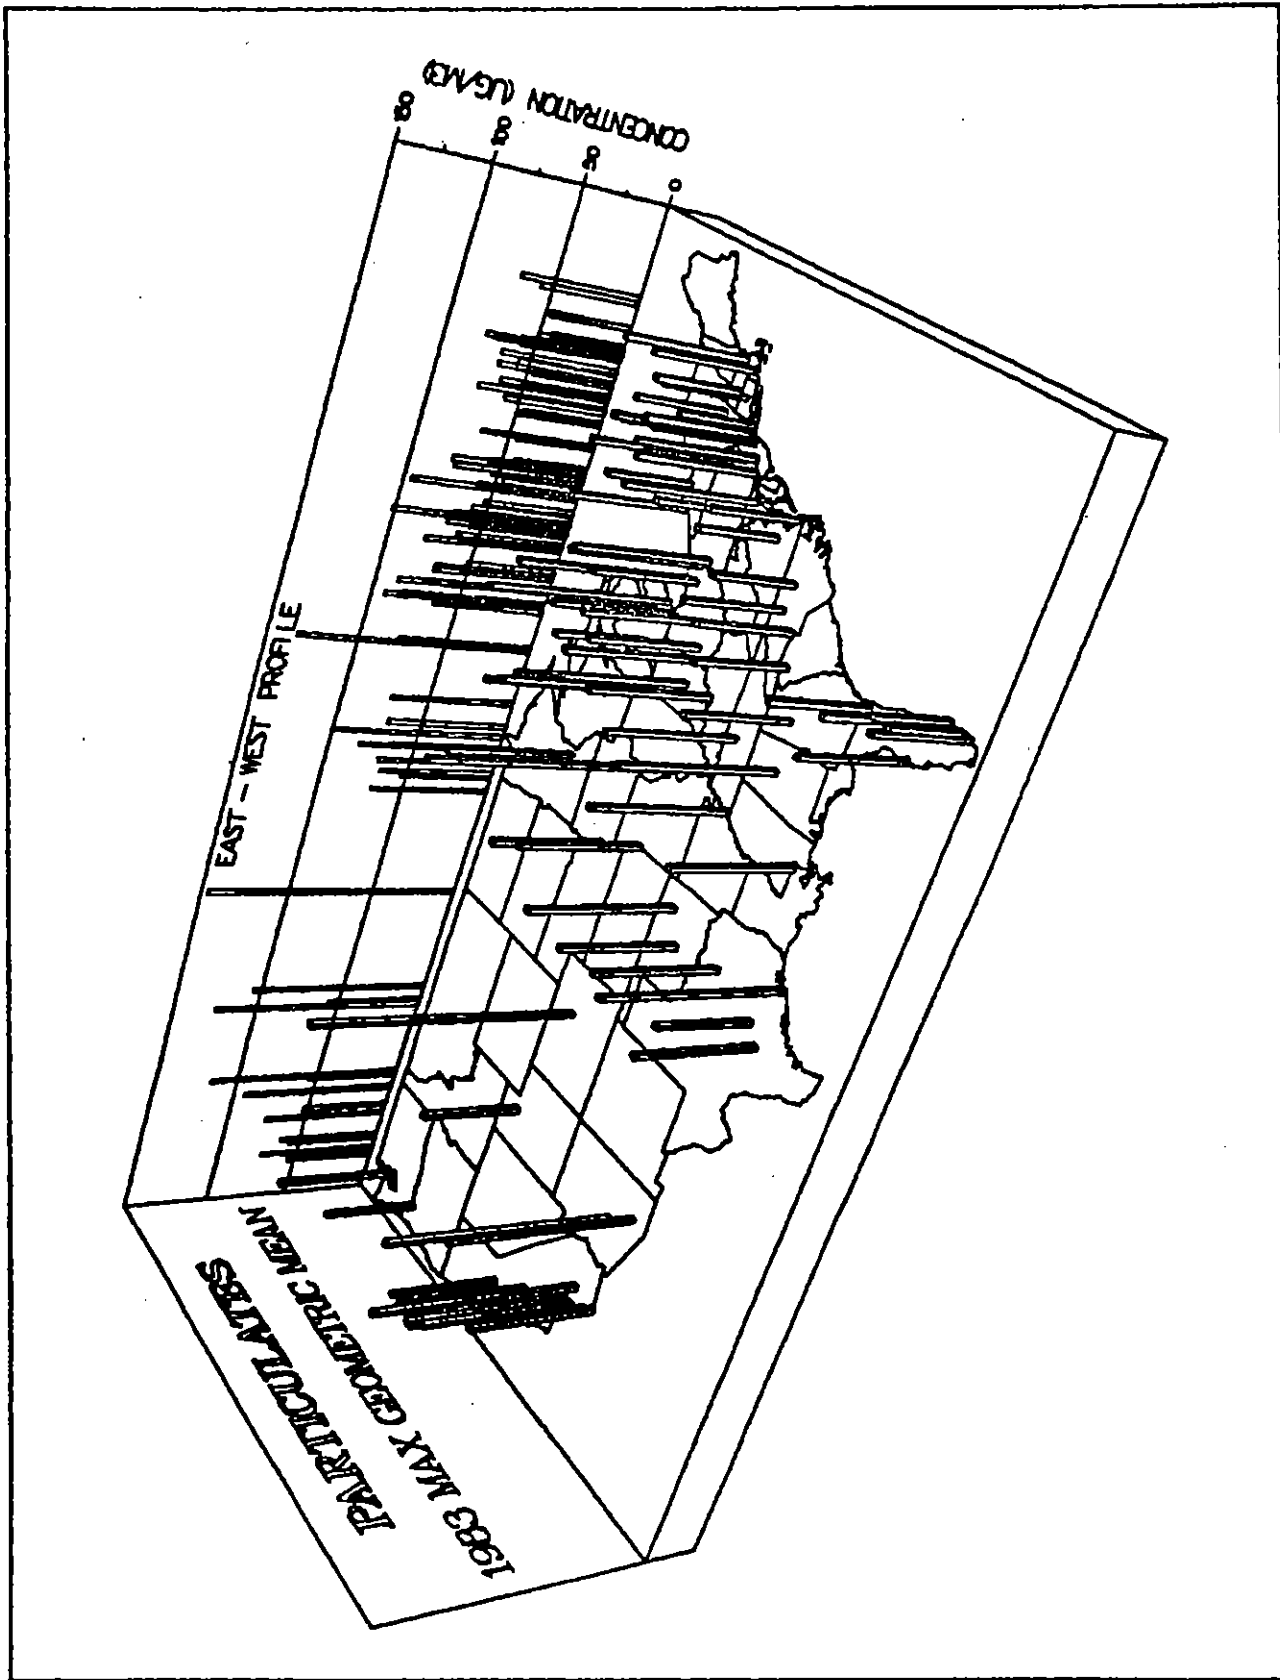 PARTICULATES
1983 MAX GEOMETRIC MEAN
EAST - WEST PROFILE
CONCENTRATION (UG/M3)
150
100
50
0